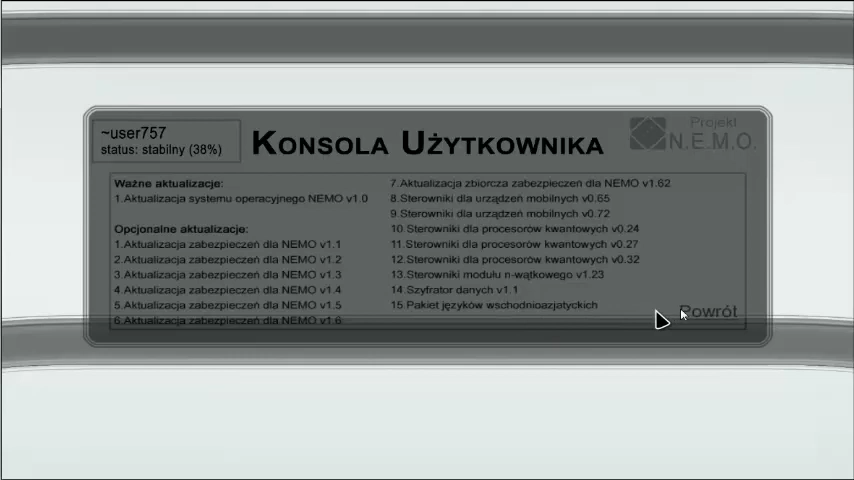 ~user757
status: stabilny (38%)
KONSOLA UŻYTKOWNIKA
Projekt
N.E.M.O.
Ważne aktualizacje:
1.Aktualizacja systemu operacyjnego NEMO v1.0
Opcjonalne aktualizacje:
1.Aktualizacja zabezpieczeń dla NEMO v1.1
2.Aktualizacja zabezpieczeń dla NEMO v1.2
3.Aktualizacja zabezpieczeń dla NEMO v1.3
4.Aktualizacja zabezpieczeń dla NEMO v1.4
5.Aktualizacja zabezpieczeń dla NEMO v1.5
6.Aktualizacja zabezpieczeń dla NEMO v1.6
7.Aktualizacja zbiorcza zabezpieczeń dla NEMO v1.62
8.Sterowniki dla urządzeń mobilnych v0.65
9.Sterowniki dla urządzeń mobilnych v0.72
10.Sterowniki dla procesorów kwantowych v0.24
11.Sterowniki dla procesorów kwantowych v0.27
12.Sterowniki dla procesorów kwantowych v0.32
13.Sterowniki modułu n-wątkowego v1.23
14.Szyfrator danych v1.1
15.Pakiet języków wschodnioazjatyckich
Powrót